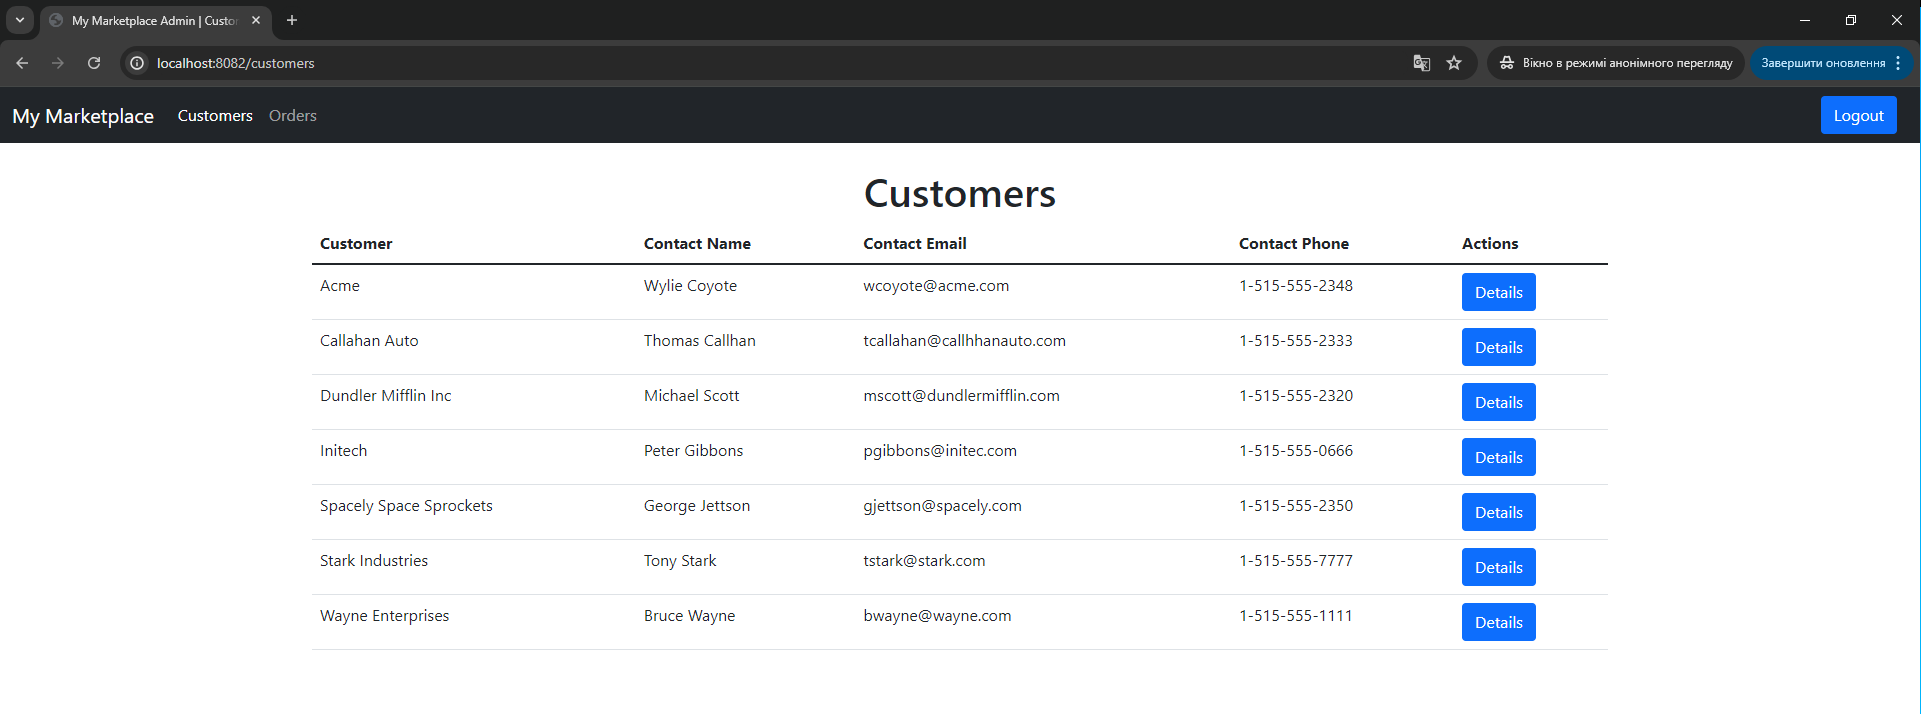 My Marketplace Admin | Custo
localhost:8082/customers
Вікно в режимі анонімного перегляду
Завершити оновлення
My Marketplace Customers Orders Logout
Customers
Customer Contact Name Contact Email Contact Phone Actions
Acme Wylie Coyote wcoyote@acme.com 1-515-555-2348 Details
Callahan Auto Thomas Callhan tcallahan@callhhanauto.com 1-515-555-2333 Details
Dundler Mifflin Inc Michael Scott mscott@dundlermifflin.com 1-515-555-2320 Details
Initech Peter Gibbons pgibbons@initec.com 1-515-555-0666 Details
Spacely Space Sprockets George Jettson gjettson@spacely.com 1-515-555-2350 Details
Stark Industries Tony Stark tstark@stark.com 1-515-555-7777 Details
Wayne Enterprises Bruce Wayne bwayne@wayne.com 1-515-555-1111 Details